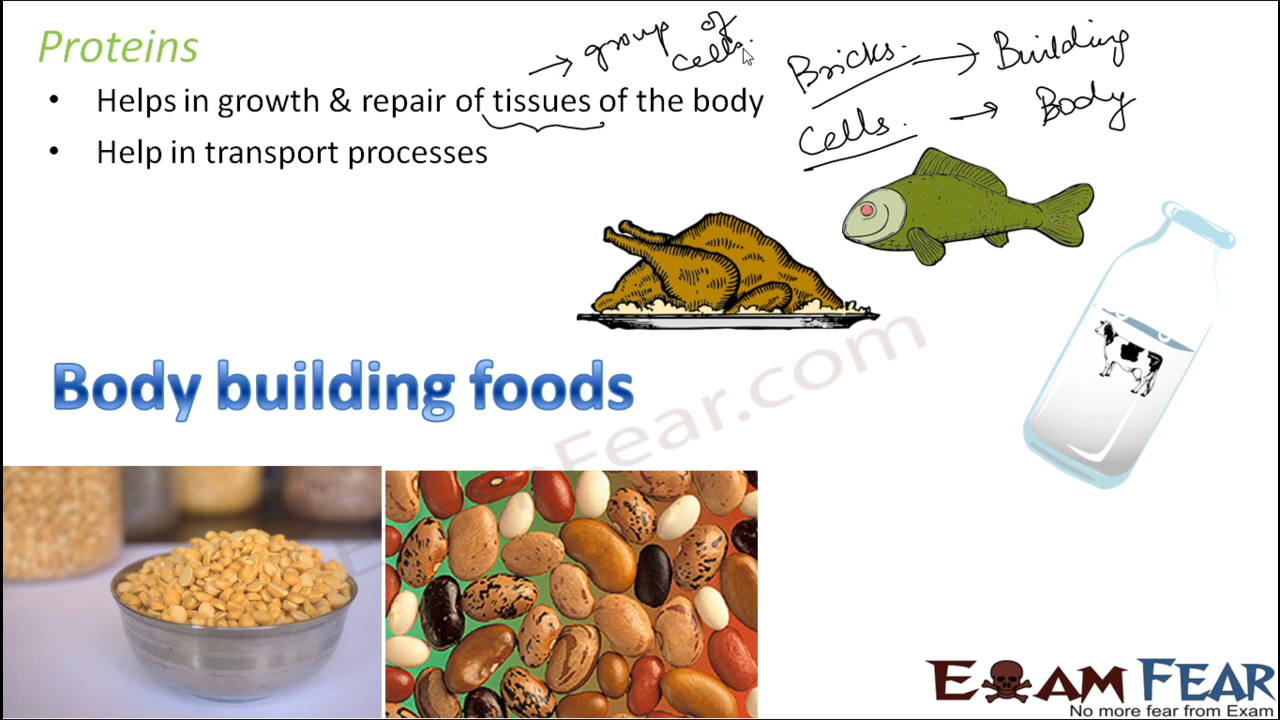 Proteins
→ group of
cells.
Bricks. → Building
• Helps in growth & repair of tissues of the body
Cells. → Body
• Help in transport processes
Body building foods
ExamFear.com
EXAM FEAR
No more fear from Exam